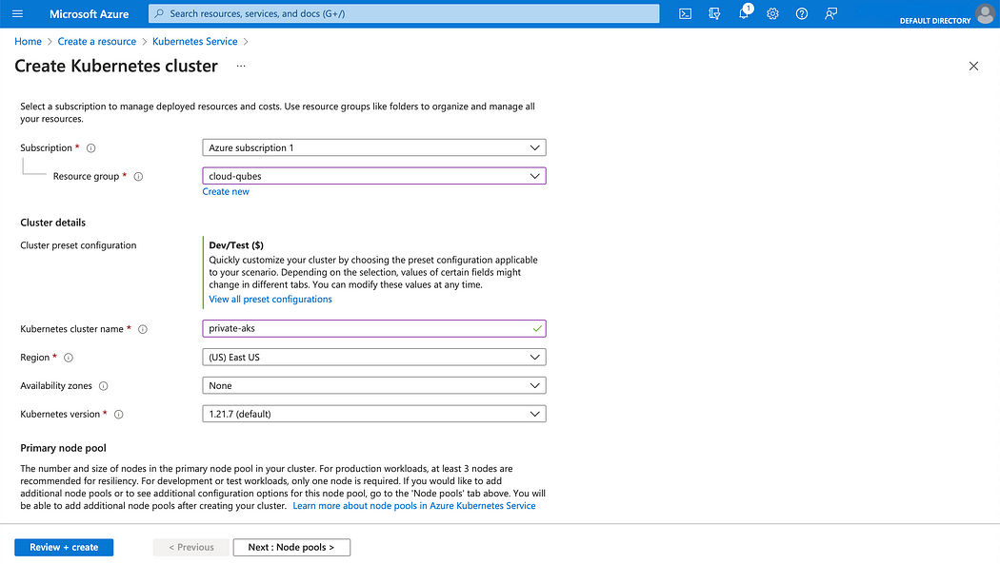 Microsoft Azure
Search resources, services, and docs (G+/)
1
DEFAULT DIRECTORY
Home > Create a resource > Kubernetes Service >
Create Kubernetes cluster ...
Select a subscription to manage deployed resources and costs. Use resource groups like folders to organize and manage all
your resources.
Subscription *
Azure subscription 1
Resource group *
cloud-qubes
Create new
Cluster details
Cluster preset configuration
Dev/Test ($)
Quickly customize your cluster by choosing the preset configuration applicable
to your scenario. Depending on the selection, values of certain fields might
change in different tabs. You can modify these values at any time.
View all preset configurations
Kubernetes cluster name *
private-aks
Region *
(US) East US
Availability zones
None
Kubernetes version *
1.21.7 (default)
Primary node pool
The number and size of nodes in the primary node pool in your cluster. For production workloads, at least 3 nodes are
recommended for resiliency. For development or test workloads, only one node is required. If you would like to add
additional node pools or to see additional configuration options for this node pool, go to the 'Node pools' tab above. You will
be able to add additional node pools after creating your cluster. Learn more about node pools in Azure Kubernetes Service
Review + create
< Previous
Next : Node pools >